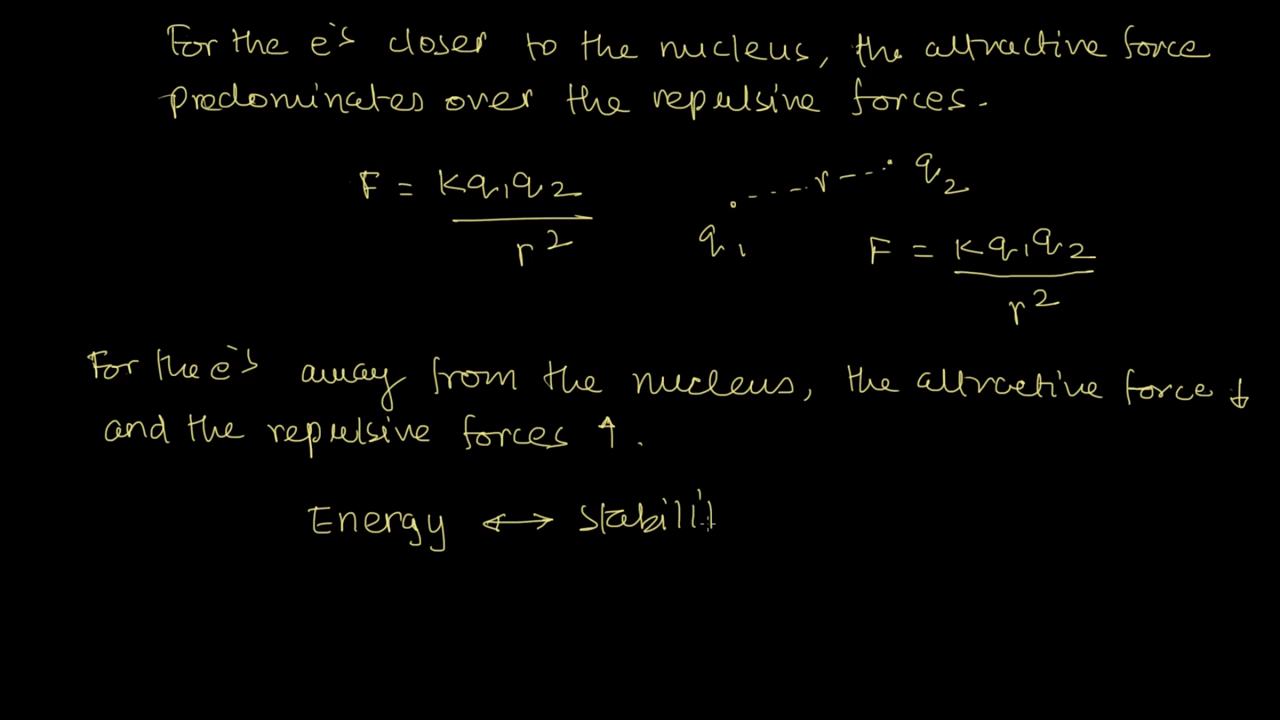 For the e⁻s closer to the nucleus, the attractive force
predominates over the repulsive forces.
F = Kq₁q₂ / r²
q₁ r q₂
F = Kq₁q₂ / r²
For the e⁻s away from the nucleus, the attractive force ↓
and the repulsive forces ↑.
Energy ↔ Stabilit